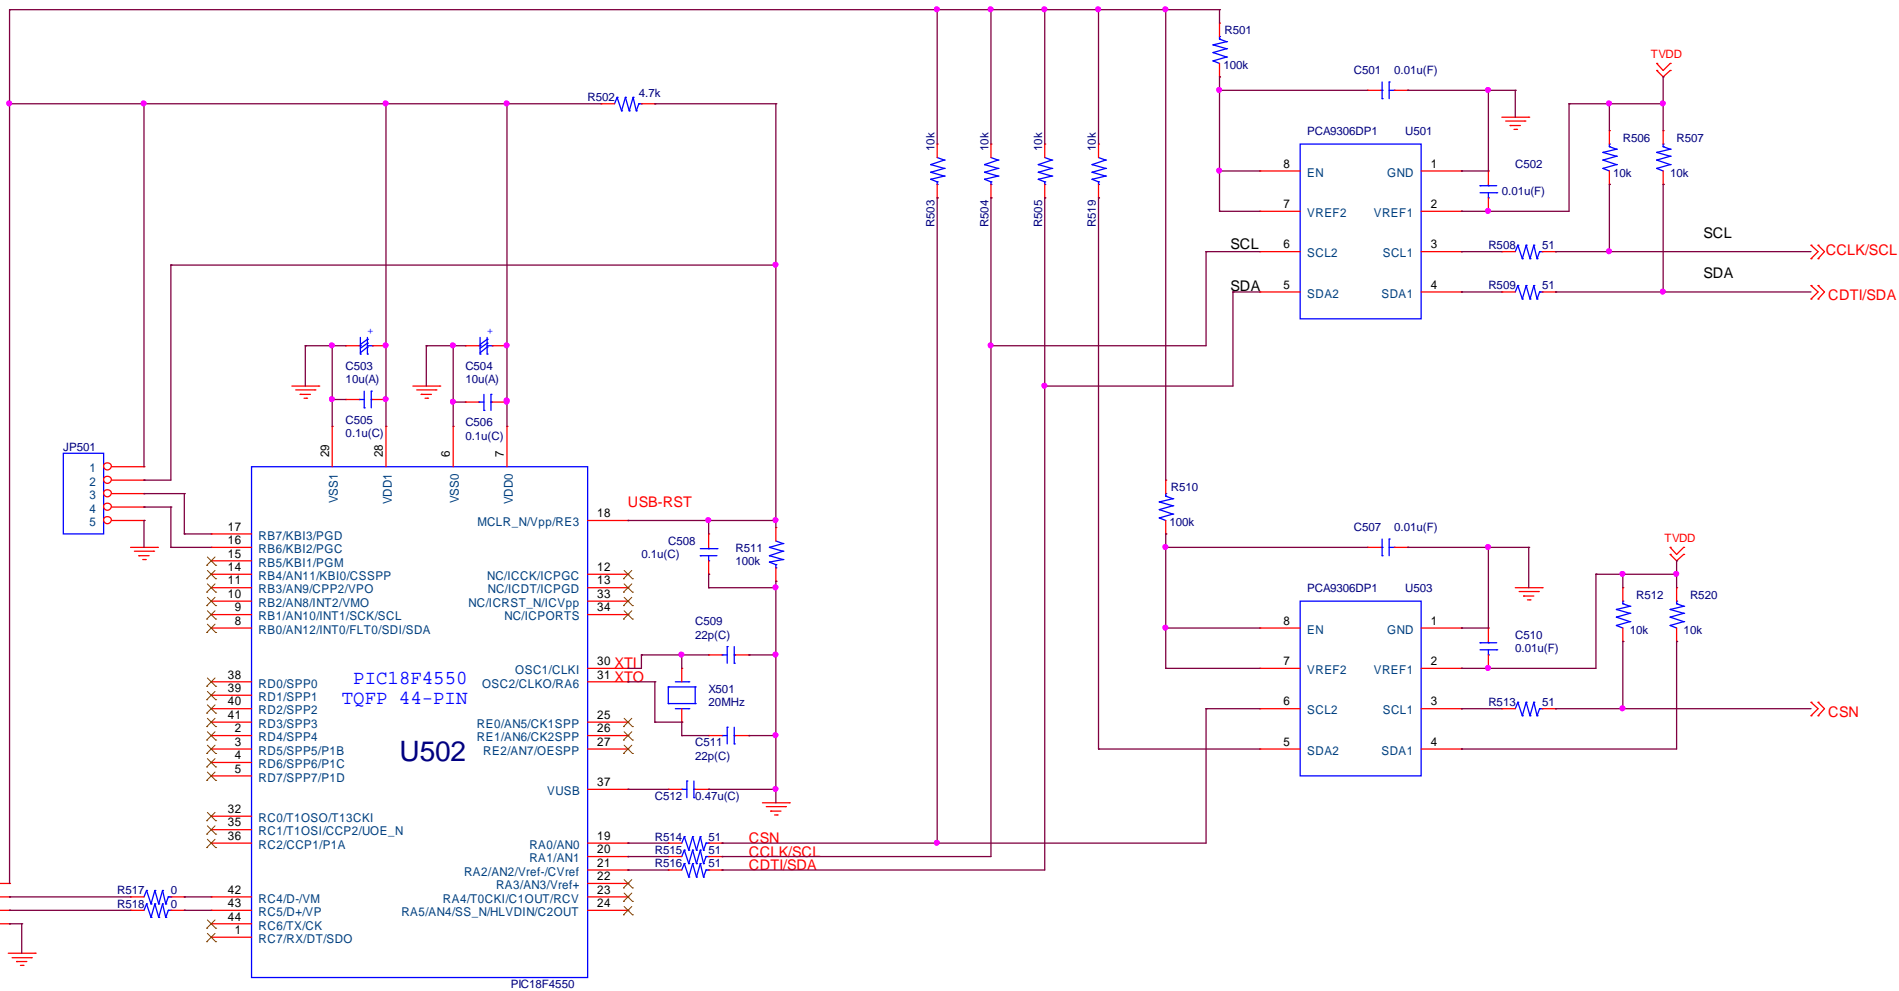 R501
100k
C501 0.01u(F)
TVDD
R502 4.7k
10k
R503
10k
R504
10k
R505
10k
R519
PCA9306DP1 U501
R506
10k
R507
10k
C502
0.01u(F)
8 EN GND 1
7 VREF2 VREF1 2
SCL 6 SCL2 SCL1 3 R508 51 SCL CCLK/SCL
SDA 5 SDA2 SDA1 4 R509 51 SDA CDTI/SDA
+
C503
10u(A)
+
C504
10u(A)
C505
0.1u(C)
C506
0.1u(C)
JP501
1
2
3
4
5
29 28 6 7
VSS1 VDD1 VSS0 VDD0
USB-RST
MCLR_N/Vpp/RE3 18
C508
0.1u(C)
R511
100k
17 RB7/KBI3/PGD
16 RB6/KBI2/PGC
15 RB5/KBI1/PGM
14 RB4/AN11/KBI0/CSSPP
11 RB3/AN9/CPP2/VPO
10 RB2/AN8/INT2/VMO
9 RB1/AN10/INT1/SCK/SCL
8 RB0/AN12/INT0/FLT0/SDI/SDA
NC/ICCK/ICPGC 12
NC/ICDT/ICPGD 13
NC/ICRST_N/ICVpp 33
NC/ICPORTS 34
C509
22p(C)
OSC1/CLKI 30 XTI
OSC2/CLKO/RA6 31 XTO
X501
20MHz
38 RD0/SPP0
39 RD1/SPP1
40 RD2/SPP2
41 RD3/SPP3
2 RD4/SPP4
3 RD5/SPP5/P1B
4 RD6/SPP6/P1C
5 RD7/SPP7/P1D
PIC18F4550
TQFP 44-PIN
U502
RE0/AN5/CK1SPP 25
RE1/AN6/CK2SPP 26
RE2/AN7/OESPP 27
C511
22p(C)
VUSB 37
C512 0.47u(C)
32 RC0/T1OSO/T13CKI
35 RC1/T1OSI/CCP2/UOE_N
36 RC2/CCP1/P1A
RA0/AN0 19 R514 51 CSN
RA1/AN1 20 R515 51 CCLK/SCL
RA2/AN2/Vref-/CVref 21 R516 51 CDTI/SDA
RA3/AN3/Vref+ 22
RA4/T0CKI/C1OUT/RCV 23
RA5/AN4/SS_N/HLVDIN/C2OUT 24
R517 0 42 RC4/D-/VM
R518 0 43 RC5/D+/VP
44 RC6/TX/CK
1 RC7/RX/DT/SDO
PIC18F4550
R510
100k
C507 0.01u(F)
TVDD
PCA9306DP1 U503
R512
10k
R520
10k
C510
0.01u(F)
8 EN GND 1
7 VREF2 VREF1 2
6 SCL2 SCL1 3 R513 51 CSN
5 SDA2 SDA1 4